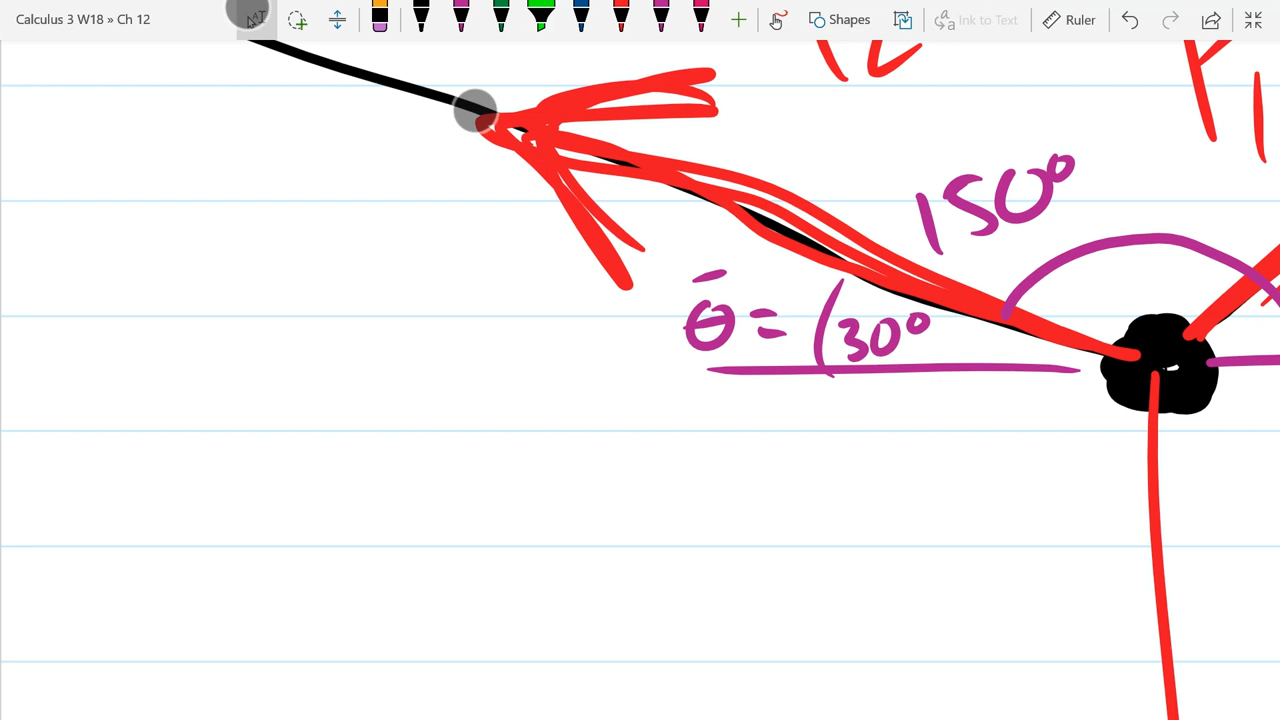 Calculus 3 W18 » Ch 12
Ink to Text
Shapes
Ruler
150°
θ̄ = (30°